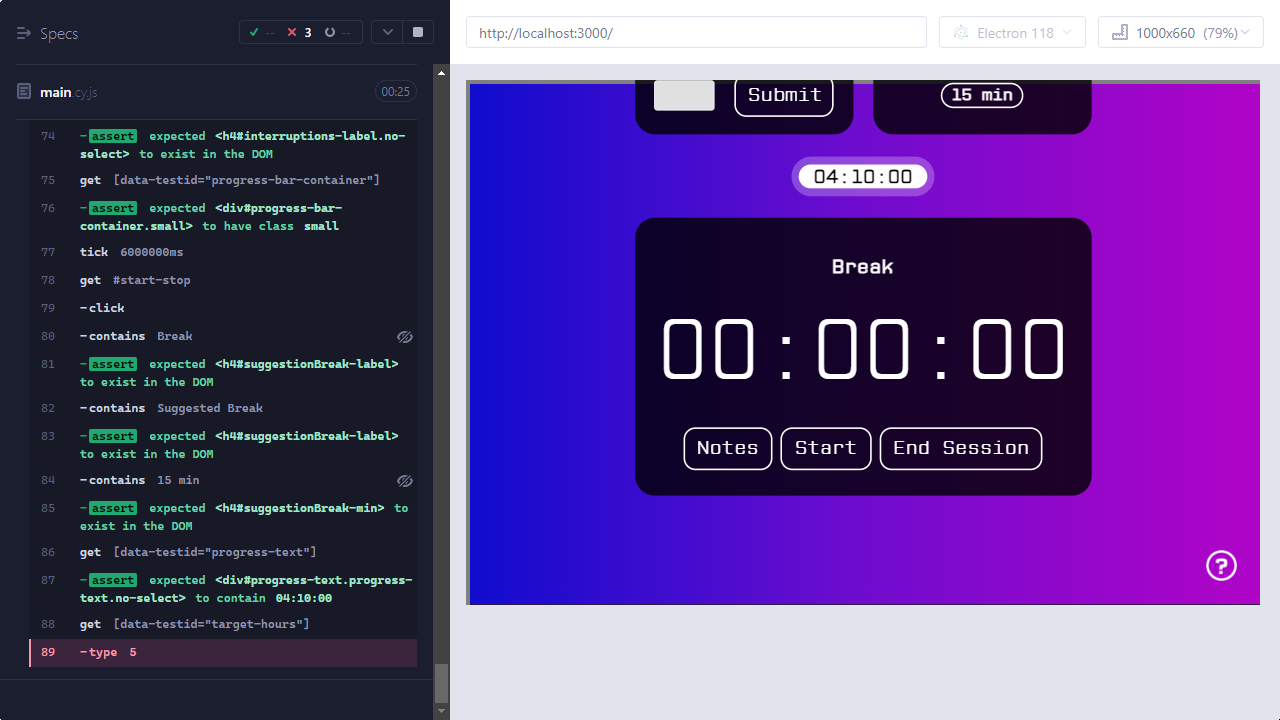 Specs
-- 3 --
main.cy.js 00:25
74 -assert expected <h4#interruptions-label.no-
select> to exist in the DOM
75 get [data-testid="progress-bar-container"]
76 -assert expected <div#progress-bar-
container.small> to have class small
77 tick 6000000ms
78 get #start-stop
79 -click
80 -contains Break
81 -assert expected <h4#suggestionBreak-label>
to exist in the DOM
82 -contains Suggested Break
83 -assert expected <h4#suggestionBreak-label>
to exist in the DOM
84 -contains 15 min
85 -assert expected <h4#suggestionBreak-min> to
exist in the DOM
86 get [data-testid="progress-text"]
87 -assert expected <div#progress-text.progress-
text.no-select> to contain 04:10:00
88 get [data-testid="target-hours"]
89 -type 5
http://localhost:3000/
Electron 118
1000x660 (79%)
Submit
15 min
04:10:00
Break
00:00:00
Notes Start End Session
?